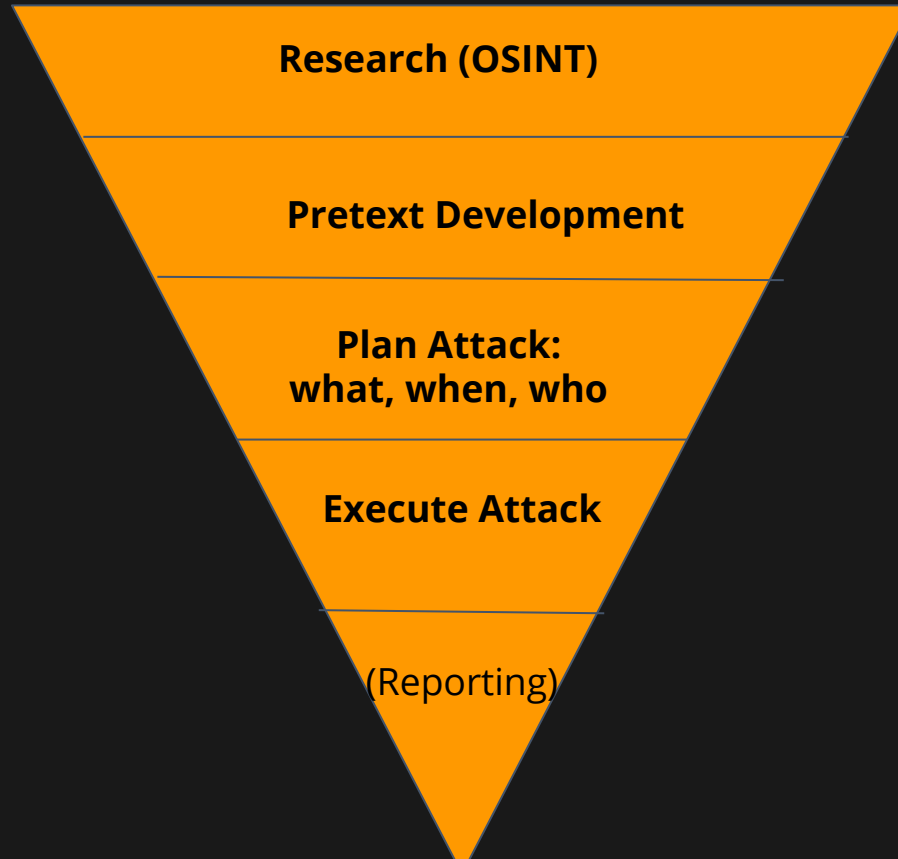 Research (OSINT)
Pretext Development
Plan Attack:
what, when, who
Execute Attack
(Reporting)